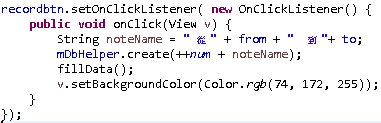 recordbtn.setOnClickListener( new OnClickListener() {
public void onClick(View v) {
String noteName = " 從" + from + " 到"+ to;
mDbHelper.create(++num + noteName);
fillData();
v.setBackgroundColor(Color.rgb(74, 172, 255));
}
});